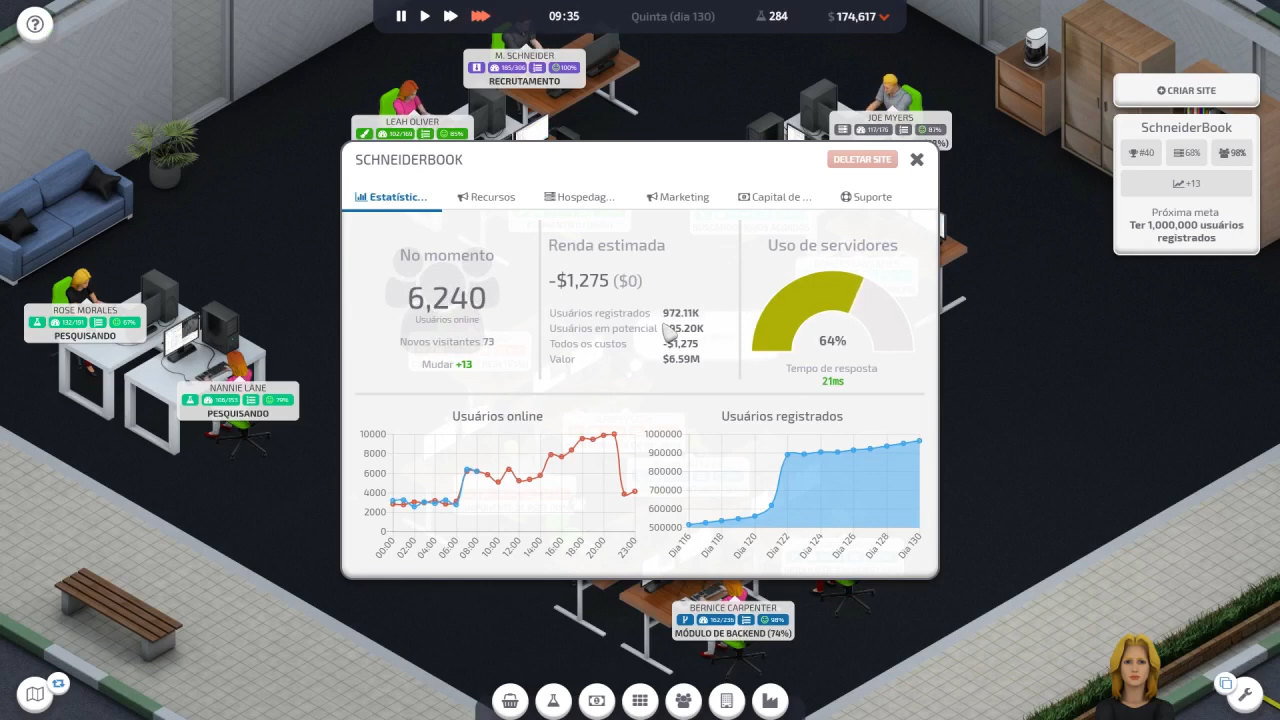 09:35
Quinta (dia 130)
284
$ 174,617
M. SCHNEIDER
185/306
100%
RECRUTAMENTO
LEAH OLIVER
102/169
85%
JOE MYERS
117/176
87%
CRIAR SITE
SchneiderBook
#40
68%
98%
+13
Próxima meta
Ter 1,000,000 usuários
registrados
SCHNEIDERBOOK
DELETAR SITE
Estatístic...
Recursos
Hospedag...
Marketing
Capital de ...
Suporte
No momento
6,240
Usuários online
Novos visitantes 73
Mudar +13
Renda estimada
-$1,275 ($0)
Usuários registrados 972.11K
Usuários em potencial
Todos os custos -$1,275
Valor $6.59M
Uso de servidores
64%
Tempo de resposta
21ms
ROSE MORALES
132/191
67%
PESQUISANDO
NANNIE LANE
106/153
79%
PESQUISANDO
Usuários online
10000
8000
6000
4000
2000
0
00:00
02:00
04:00
06:00
08:00
10:00
12:00
14:00
16:00
18:00
20:00
23:00
Usuários registrados
1000000
900000
800000
700000
600000
500000
Dia 116
Dia 118
Dia 120
Dia 122
Dia 124
Dia 126
Dia 128
Dia 130
BERNICE CARPENTER
162/236
98%
MÓDULO DE BACKEND (74%)